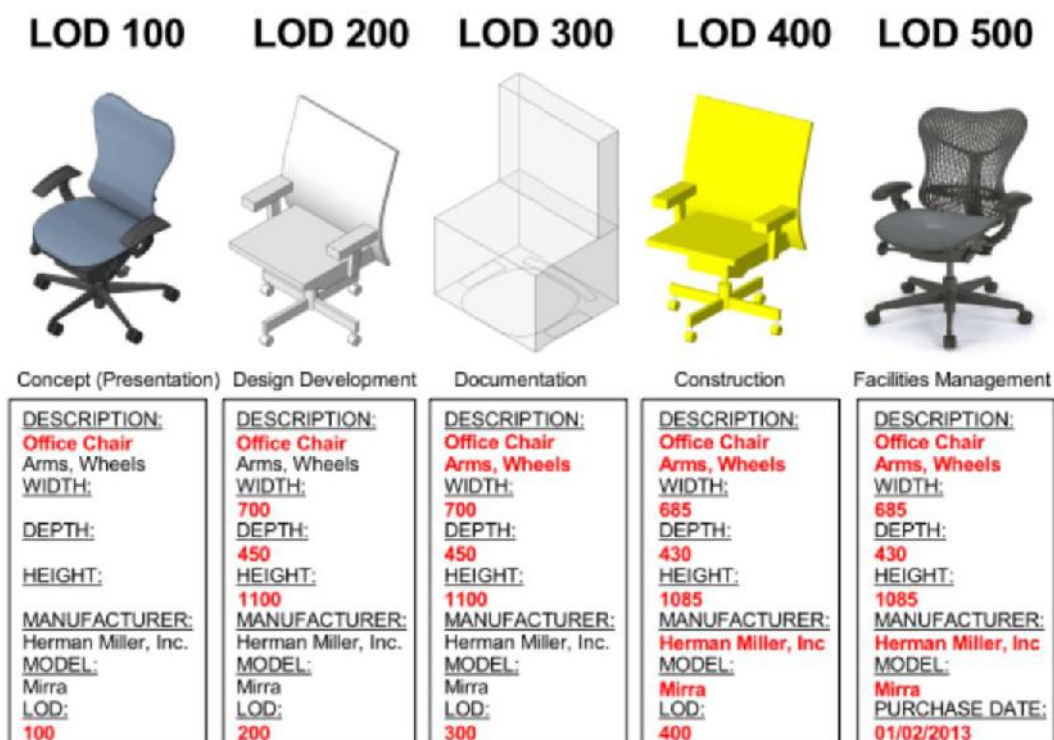 LOD 100
LOD 200
LOD 300
LOD 400
LOD 500
Concept (Presentation)
Design Development
Documentation
Construction
Facilities Management
DESCRIPTION:
Office Chair
Arms, Wheels
WIDTH:
DEPTH:
HEIGHT:
MANUFACTURER:
Herman Miller, Inc.
MODEL:
Mirra
LOD:
100
DESCRIPTION:
Office Chair
Arms, Wheels
WIDTH:
700
DEPTH:
450
HEIGHT:
1100
MANUFACTURER:
Herman Miller, Inc.
MODEL:
Mirra
LOD:
200
DESCRIPTION:
Office Chair
Arms, Wheels
WIDTH:
700
DEPTH:
450
HEIGHT:
1100
MANUFACTURER:
Herman Miller, Inc.
MODEL:
Mirra
LOD:
300
DESCRIPTION:
Office Chair
Arms, Wheels
WIDTH:
685
DEPTH:
430
HEIGHT:
1085
MANUFACTURER:
Herman Miller, Inc
MODEL:
Mirra
LOD:
400
DESCRIPTION:
Office Chair
Arms, Wheels
WIDTH:
685
DEPTH:
430
HEIGHT:
1085
MANUFACTURER:
Herman Miller, Inc
MODEL:
Mirra
PURCHASE DATE:
01/02/2013